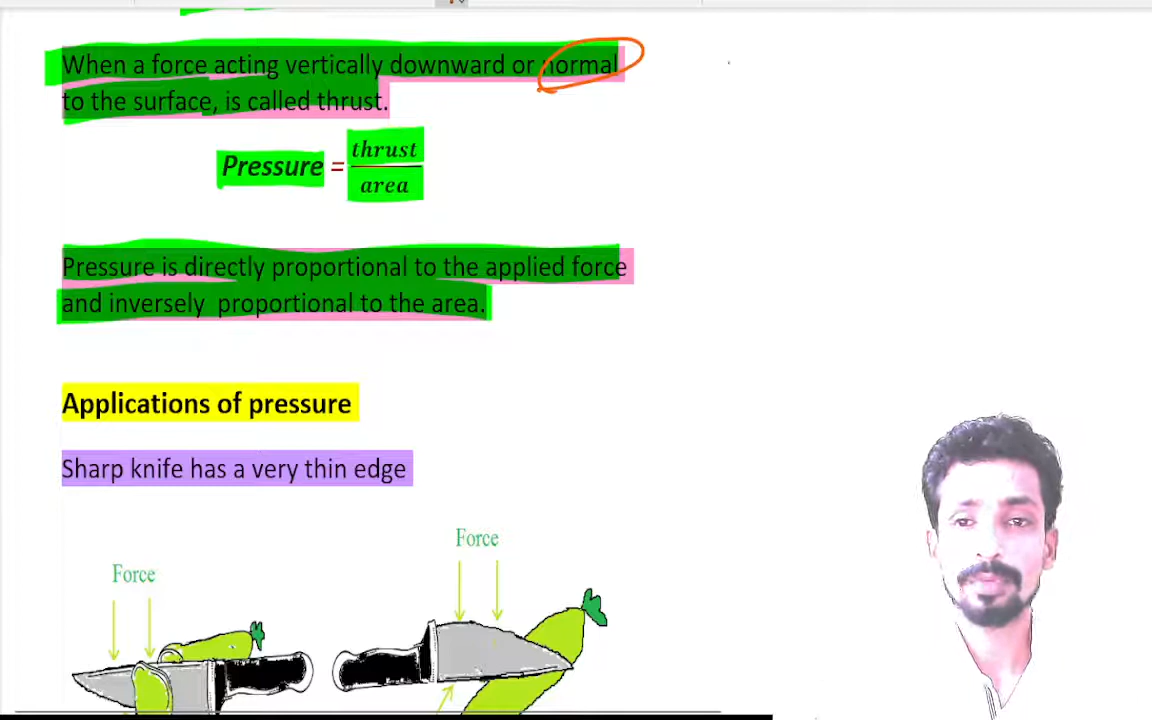 When a force acting vertically downward or normal
to the surface, is called thrust.
Pressure = thrust
area
Pressure is directly proportional to the applied force
and inversely proportional to the area.
Applications of pressure
Sharp knife has a very thin edge
Force
Force